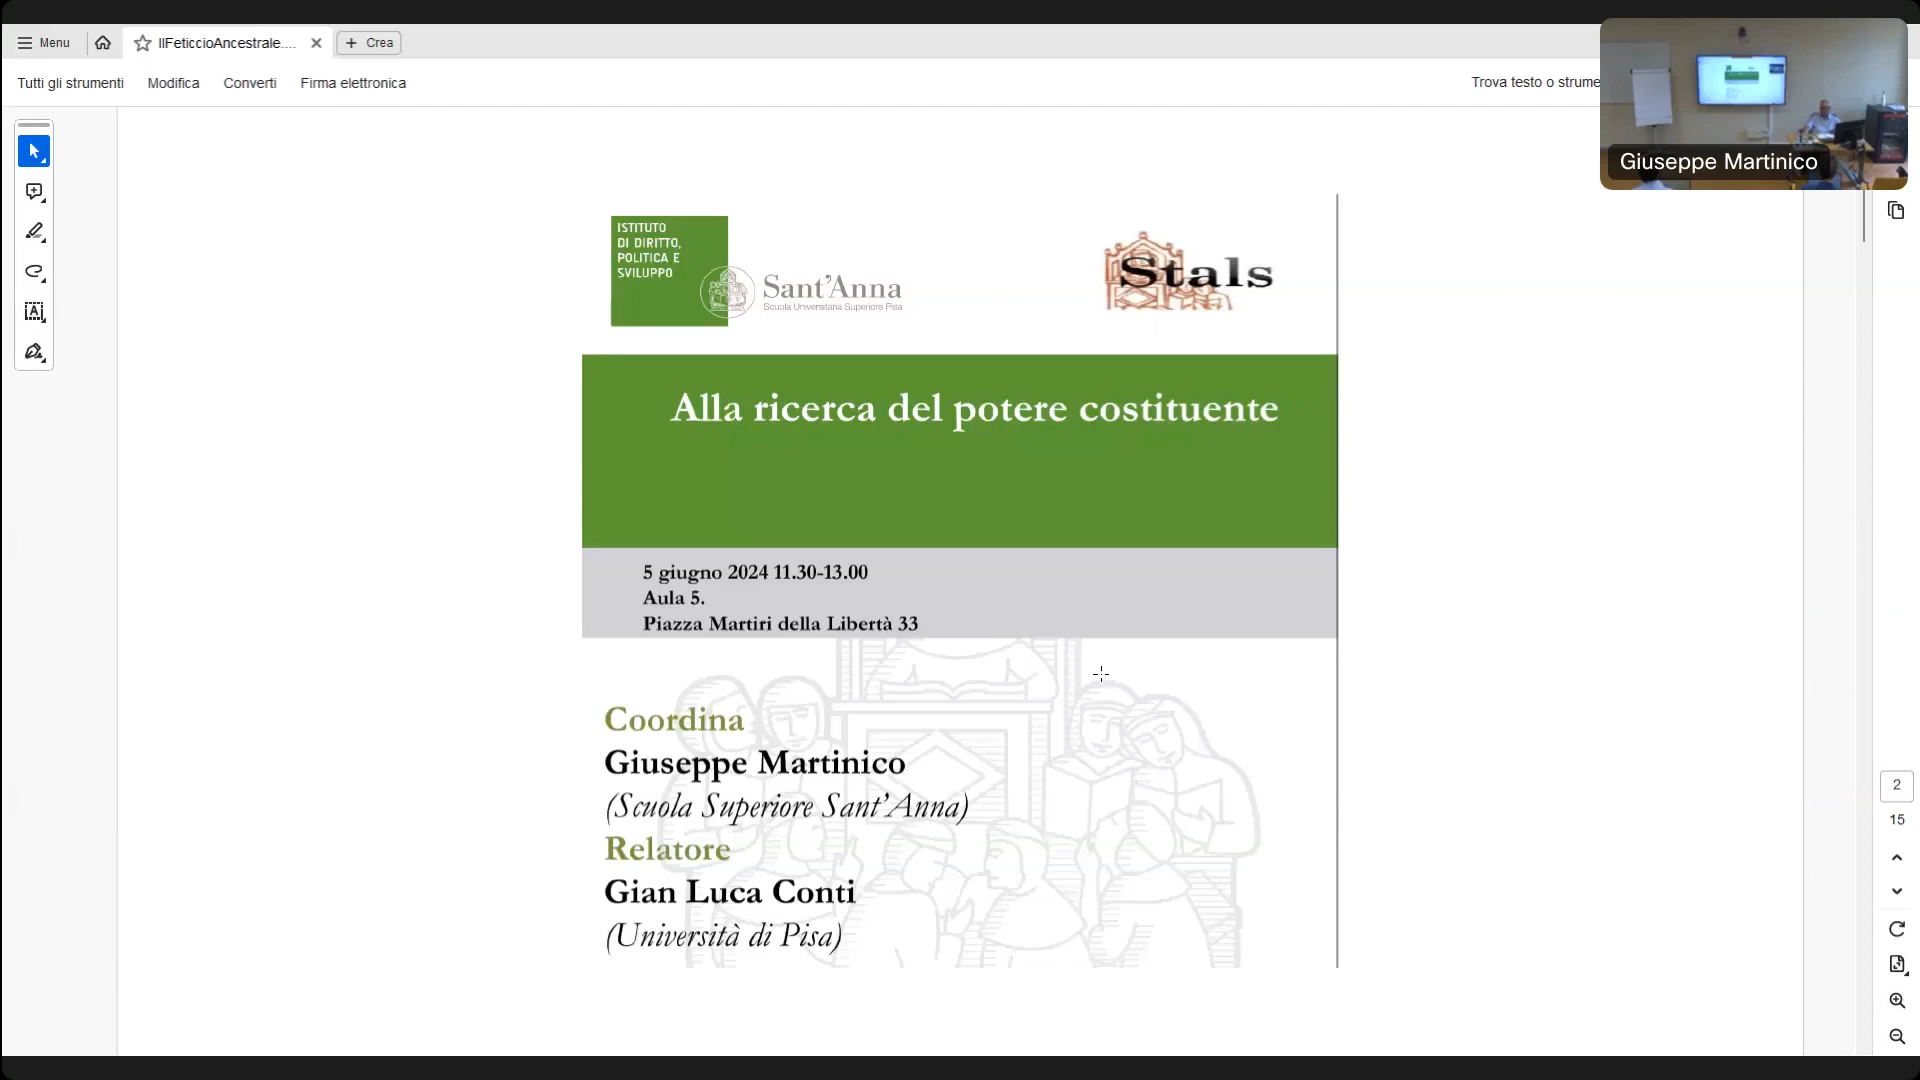 Menu
IlFeticcioAncestrale....
Crea
Tutti gli strumenti
Modifica
Converti
Firma elettronica
Trova testo o strume
Giuseppe Martinico
ISTITUTO
DI DIRITTO,
POLITICA E
SVILUPPO
Sant'Anna
Scuola Universitaria Superiore Pisa
Stals
Alla ricerca del potere costituente
5 giugno 2024 11.30-13.00
Aula 5.
Piazza Martiri della Libertà 33
Coordina
Giuseppe Martinico
(Scuola Superiore Sant'Anna)
Relatore
Gian Luca Conti
(Università di Pisa)
2
15